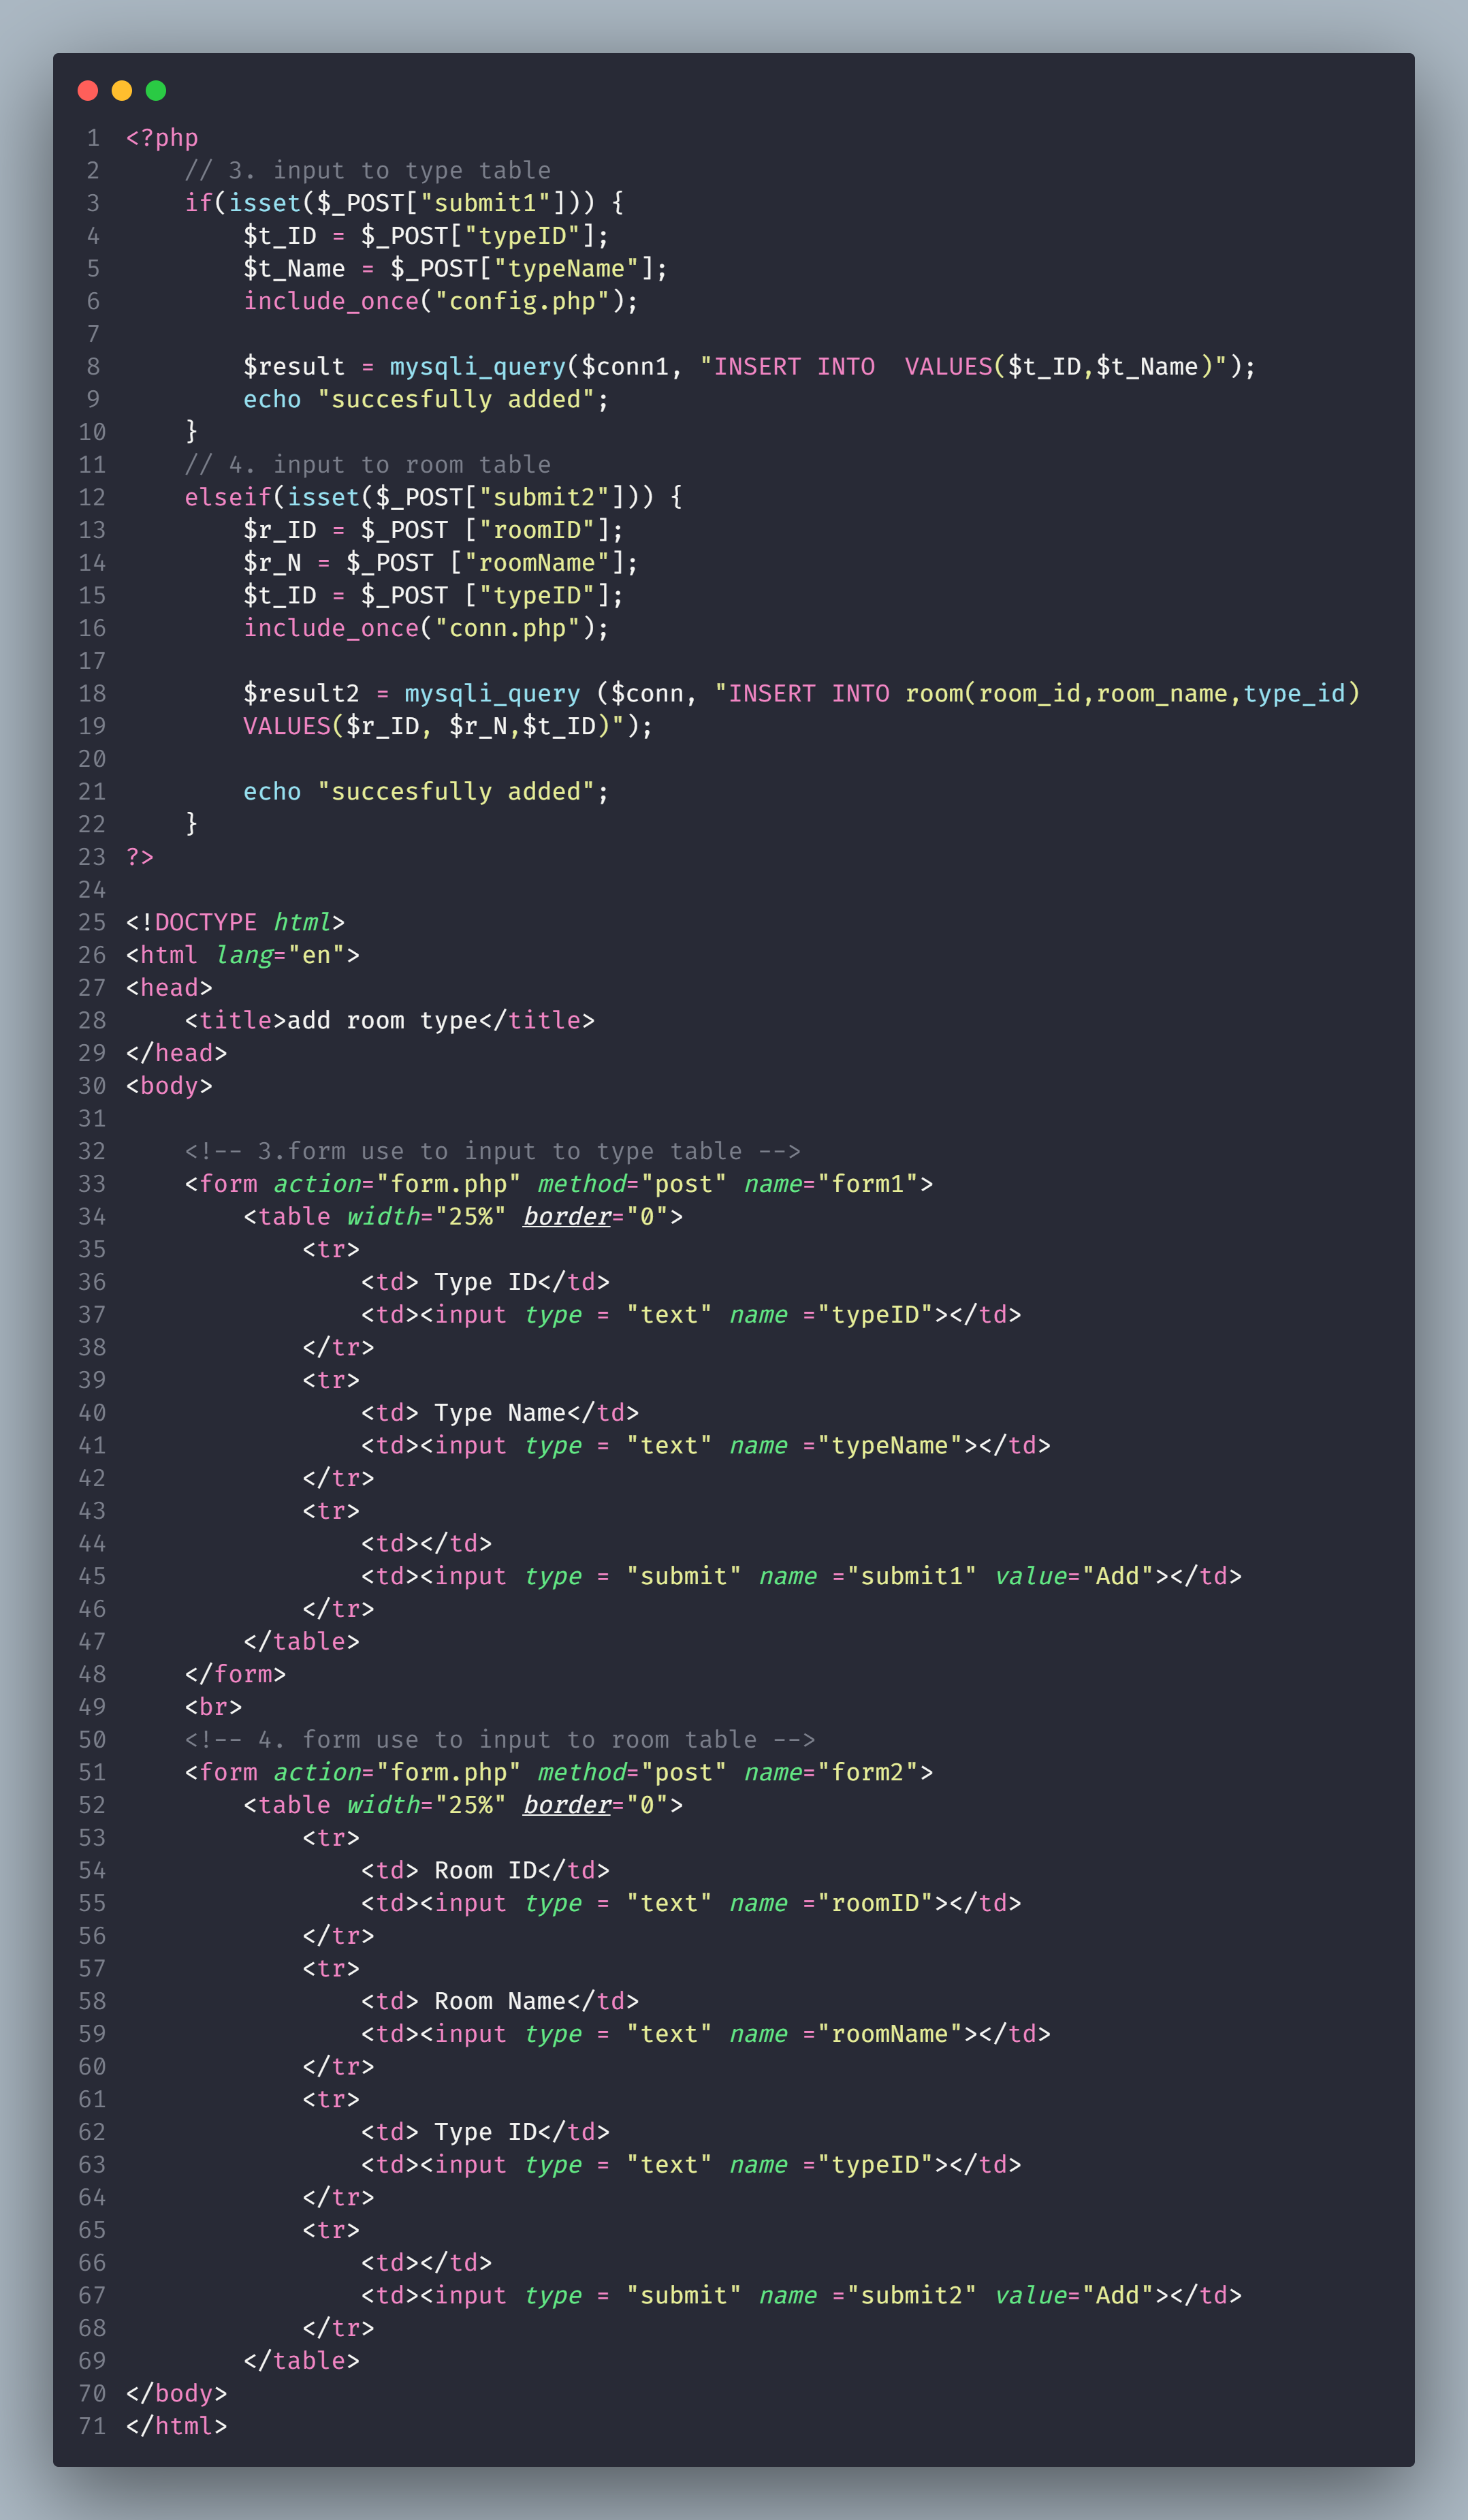 1 <?php
2     // 3. input to type table
3     if(isset($_POST["submit1"])) {
4         $t_ID = $_POST["typeID"];
5         $t_Name = $_POST["typeName"];
6         include_once("config.php");
7
8         $result = mysqli_query($conn1, "INSERT INTO  VALUES($t_ID,$t_Name)");
9         echo "succesfully added";
10     }
11     // 4. input to room table
12     elseif(isset($_POST["submit2"])) {
13         $r_ID = $_POST ["roomID"];
14         $r_N = $_POST ["roomName"];
15         $t_ID = $_POST ["typeID"];
16         include_once("conn.php");
17
18         $result2 = mysqli_query ($conn, "INSERT INTO room(room_id,room_name,type_id)
19         VALUES($r_ID, $r_N,$t_ID)");
20
21         echo "succesfully added";
22     }
23 ?>
24
25 <!DOCTYPE html>
26 <html lang="en">
27 <head>
28     <title>add room type</title>
29 </head>
30 <body>
31
32     <!-- 3.form use to input to type table -->
33     <form action="form.php" method="post" name="form1">
34         <table width="25%" border="0">
35             <tr>
36                 <td> Type ID</td>
37                 <td><input type = "text" name ="typeID"></td>
38             </tr>
39             <tr>
40                 <td> Type Name</td>
41                 <td><input type = "text" name ="typeName"></td>
42             </tr>
43             <tr>
44                 <td></td>
45                 <td><input type = "submit" name ="submit1" value="Add"></td>
46             </tr>
47         </table>
48     </form>
49     <br>
50     <!-- 4. form use to input to room table -->
51     <form action="form.php" method="post" name="form2">
52         <table width="25%" border="0">
53             <tr>
54                 <td> Room ID</td>
55                 <td><input type = "text" name ="roomID"></td>
56             </tr>
57             <tr>
58                 <td> Room Name</td>
59                 <td><input type = "text" name ="roomName"></td>
60             </tr>
61             <tr>
62                 <td> Type ID</td>
63                 <td><input type = "text" name ="typeID"></td>
64             </tr>
65             <tr>
66                 <td></td>
67                 <td><input type = "submit" name ="submit2" value="Add"></td>
68             </tr>
69         </table>
70 </body>
71 </html>